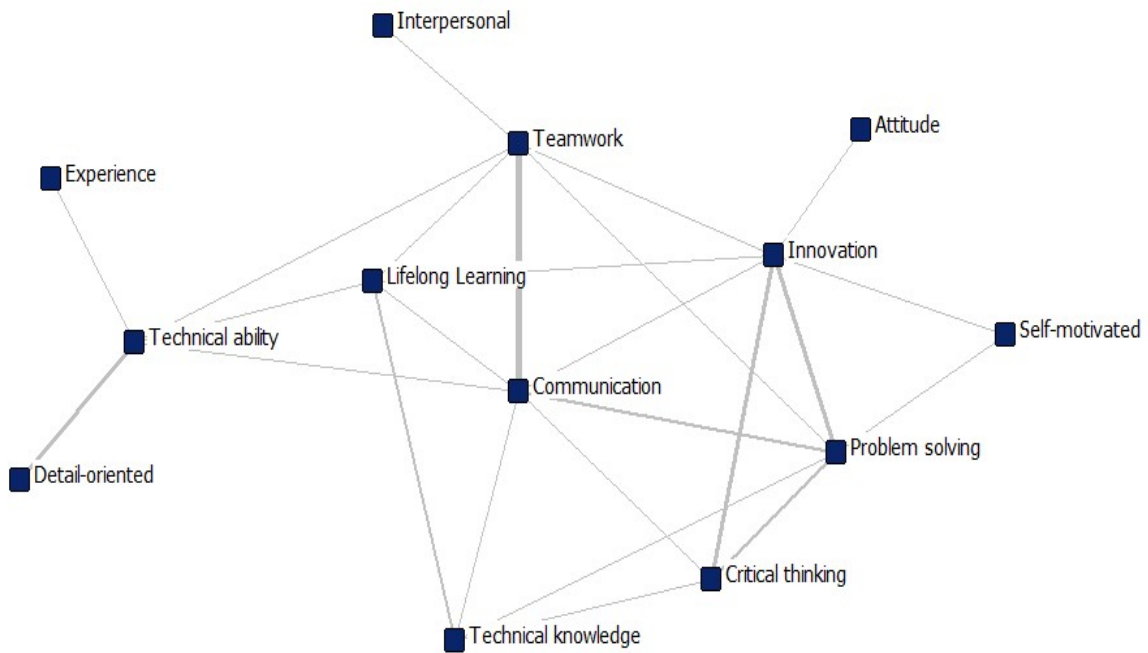 Interpersonal
Attitude
Teamwork
Experience
Innovation
Lifelong Learning
Self-motivated
Technical ability
Communication
Problem solving
Detail-oriented
Critical thinking
Technical knowledge